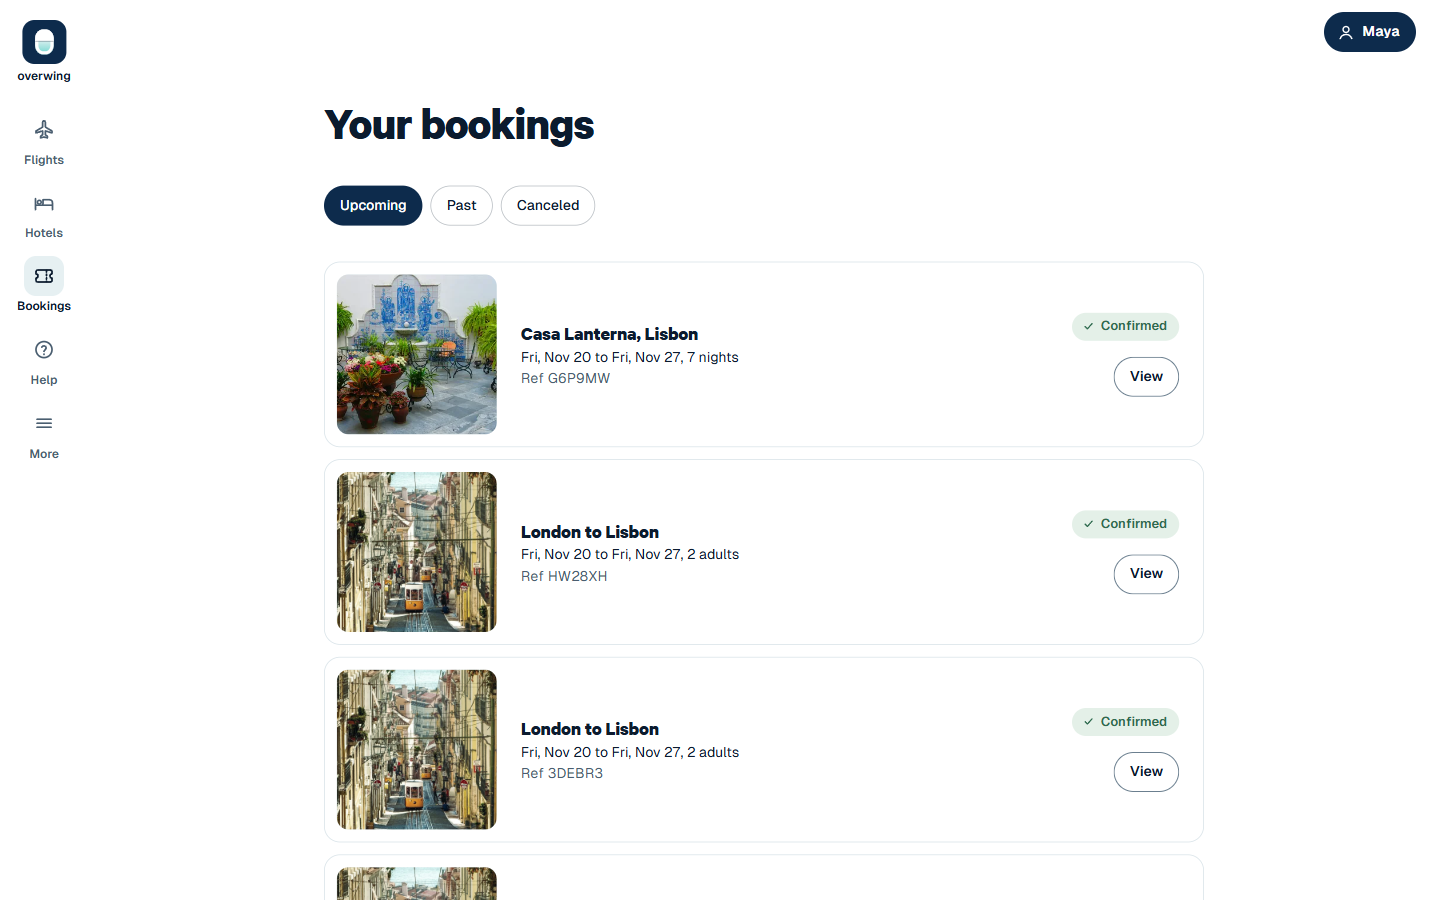 overwing
Maya
Flights
Hotels
Bookings
Help
More
Your bookings
Upcoming
Past
Canceled
Casa Lanterna, Lisbon
Fri, Nov 20 to Fri, Nov 27, 7 nights
Ref G6P9MW
Confirmed
View
London to Lisbon
Fri, Nov 20 to Fri, Nov 27, 2 adults
Ref HW28XH
Confirmed
View
London to Lisbon
Fri, Nov 20 to Fri, Nov 27, 2 adults
Ref 3DEBR3
Confirmed
View